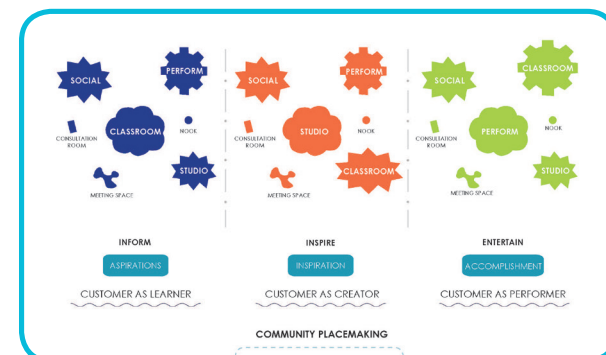 SOCIAL
PERFORM
CLASSROOM
CONSULTATION
ROOM
NOOK
STUDIO
MEETING SPACE
SOCIAL
PERFORM
STUDIO
CONSULTATION
ROOM
NOOK
CLASSROOM
MEETING SPACE
CLASSROOM
SOCIAL
PERFORM
CONSULTATION
ROOM
NOOK
STUDIO
MEETING SPACE
INFORM
ASPIRATIONS
CUSTOMER AS LEARNER
INSPIRE
INSPIRATION
CUSTOMER AS CREATOR
ENTERTAIN
ACCOMPLISHMENT
CUSTOMER AS PERFORMER
COMMUNITY PLACEMAKING